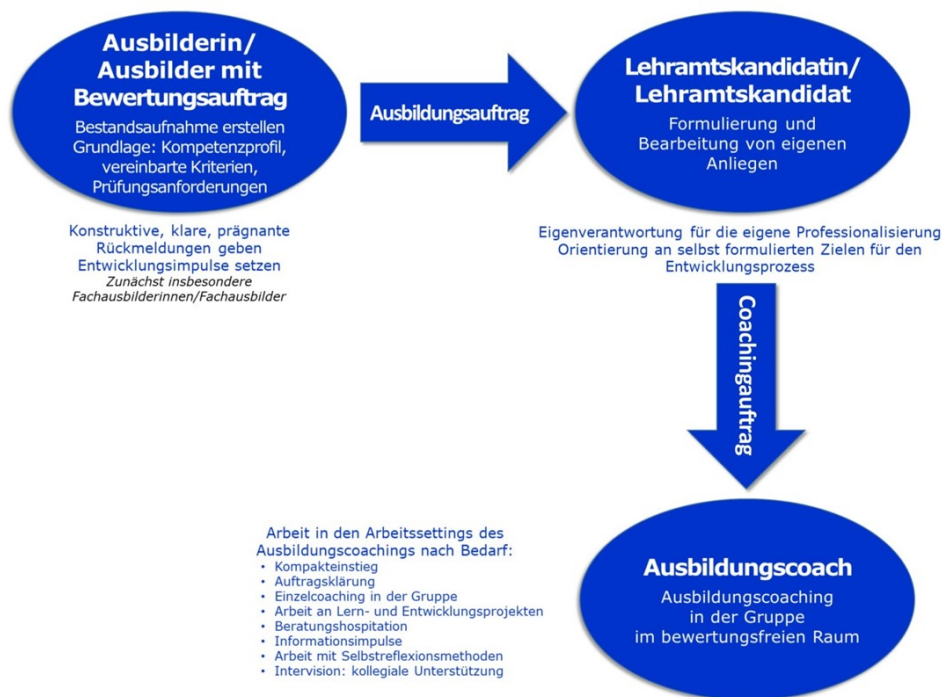 Ausbilderin/
Ausbilder mit
Bewertungsauftrag
Bestandsaufnahme erstellen
Grundlage: Kompetenzprofil,
vereinbarte Kriterien,
Prüfungsanforderungen
Konstruktive, klare, prägnante
Rückmeldungen geben
Entwicklungsimpulse setzen
Zunächst insbesondere
Fachausbilderinnen/Fachausbilder
Ausbildungsauftrag
Lehramtskandidatin/
Lehramtskandidat
Formulierung und
Bearbeitung von eigenen
Anliegen
Eigenverantwortung für die eigene Professionalisierung
Orientierung an selbst formulierten Zielen für den
Entwicklungsprozess
Coachingauftrag
Ausbildungscoach
Ausbildungscoaching
in der Gruppe
im bewertungsfreien Raum
Arbeit in den Arbeitssettings des
Ausbildungscoachings nach Bedarf:
• Kompakteinstieg
• Auftragsklärung
• Einzelcoaching in der Gruppe
• Arbeit an Lern- und Entwicklungsprojekten
• Beratungshospitation
• Informationsimpulse
• Arbeit mit Selbstreflexionsmethoden
• Intervision: kollegiale Unterstützung